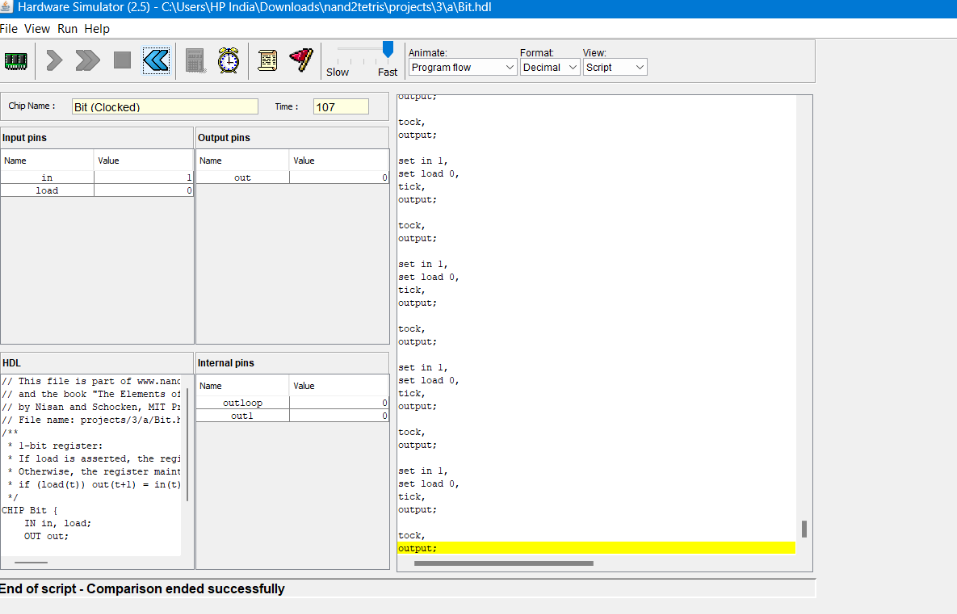 Hardware Simulator (2.5) - C:\Users\HP India\Downloads\nand2tetris\projects\3\a\Bit.hdl
File View Run Help
Slow Fast
Animate: Format: View:
Program flow Decimal Script
Chip Name : Bit (Clocked) Time : 107
Input pins
Name Value
in 1
load 0
Output pins
Name Value
out 0
HDL
// This file is part of www.nand
// and the book "The Elements of
// by Nisan and Schocken, MIT Pr
// File name: projects/3/a/Bit.h
/**
* 1-bit register:
* If load is asserted, the regi
* Otherwise, the register maint
* if (load(t)) out(t+1) = in(t)
*/
CHIP Bit {
IN in, load;
OUT out;
Internal pins
Name Value
outloop 0
out1 0
output;
tock,
output;
set in 1,
set load 0,
tick,
output;
tock,
output;
set in 1,
set load 0,
tick,
output;
tock,
output;
set in 1,
set load 0,
tick,
output;
tock,
output;
set in 1,
set load 0,
tick,
output;
tock,
output;
End of script - Comparison ended successfully